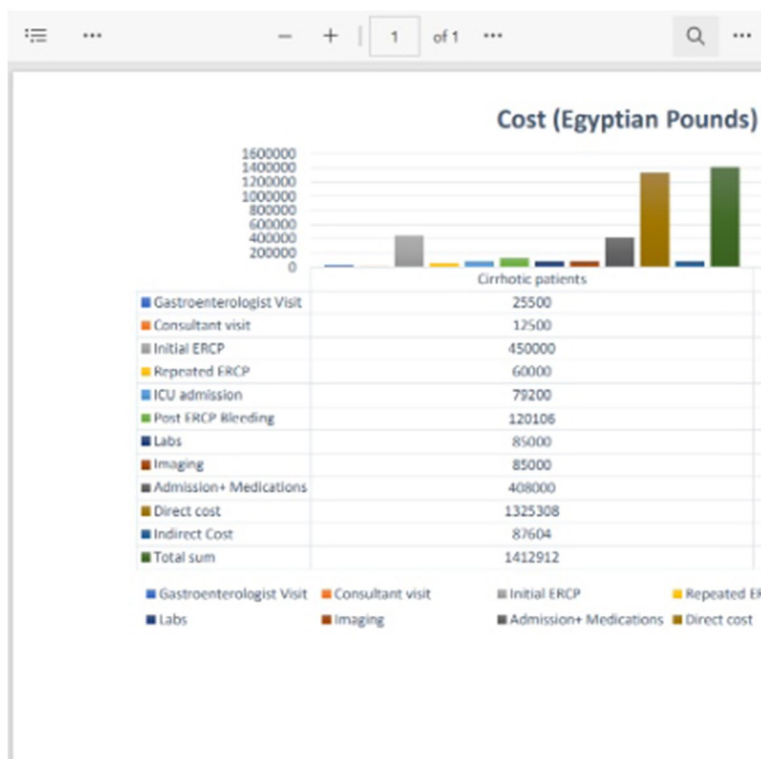 1 of 1
Cost (Egyptian Pounds)
1600000
1400000
1200000
1000000
800000
600000
400000
200000
0
Cirrhotic patients
Gastroenterologist Visit 25500
Consultant visit 12500
Initial ERCP 450000
Repeated ERCP 60000
ICU admission 79200
Post ERCP Bleeding 120106
Labs 85000
Imaging 85000
Admission+ Medications 408000
Direct cost 1325308
Indirect Cost 87604
Total sum 1412912
Gastroenterologist Visit Consultant visit Initial ERCP Repeated
Labs Imaging Admission+ Medications Direct cost